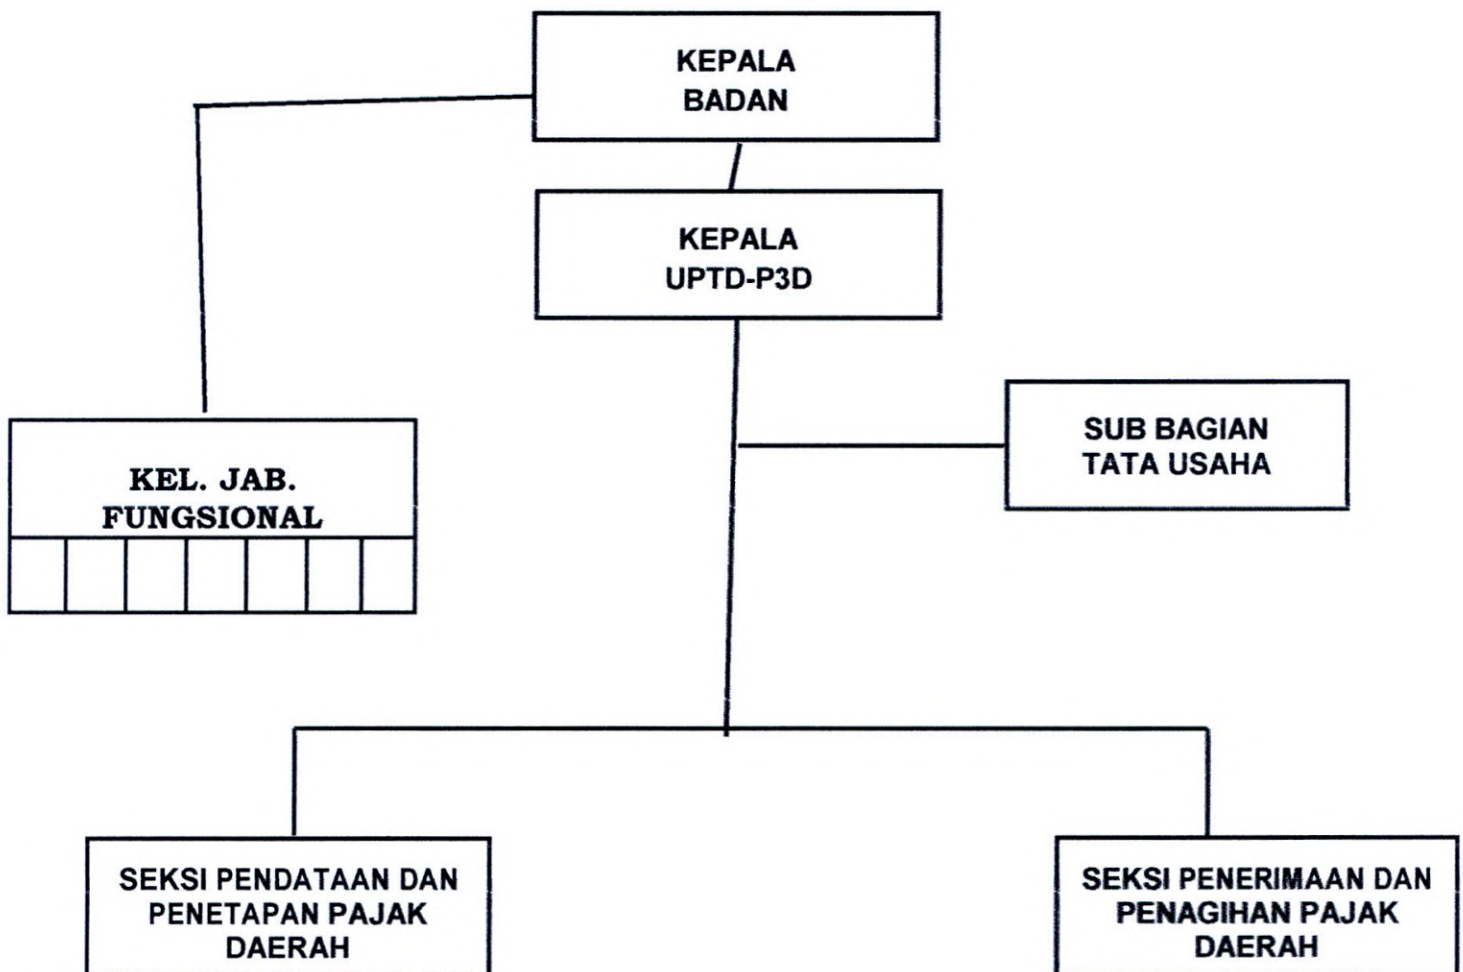 KEPALA
BADAN
KEPALA
UPTD-P3D
SUB BAGIAN
TATA USAHA
KEL. JAB.
FUNGSIONAL
SEKSI PENDATAAN DAN
PENETAPAN PAJAK
DAERAH
SEKSI PENERIMAAN DAN
PENAGIHAN PAJAK
DAERAH